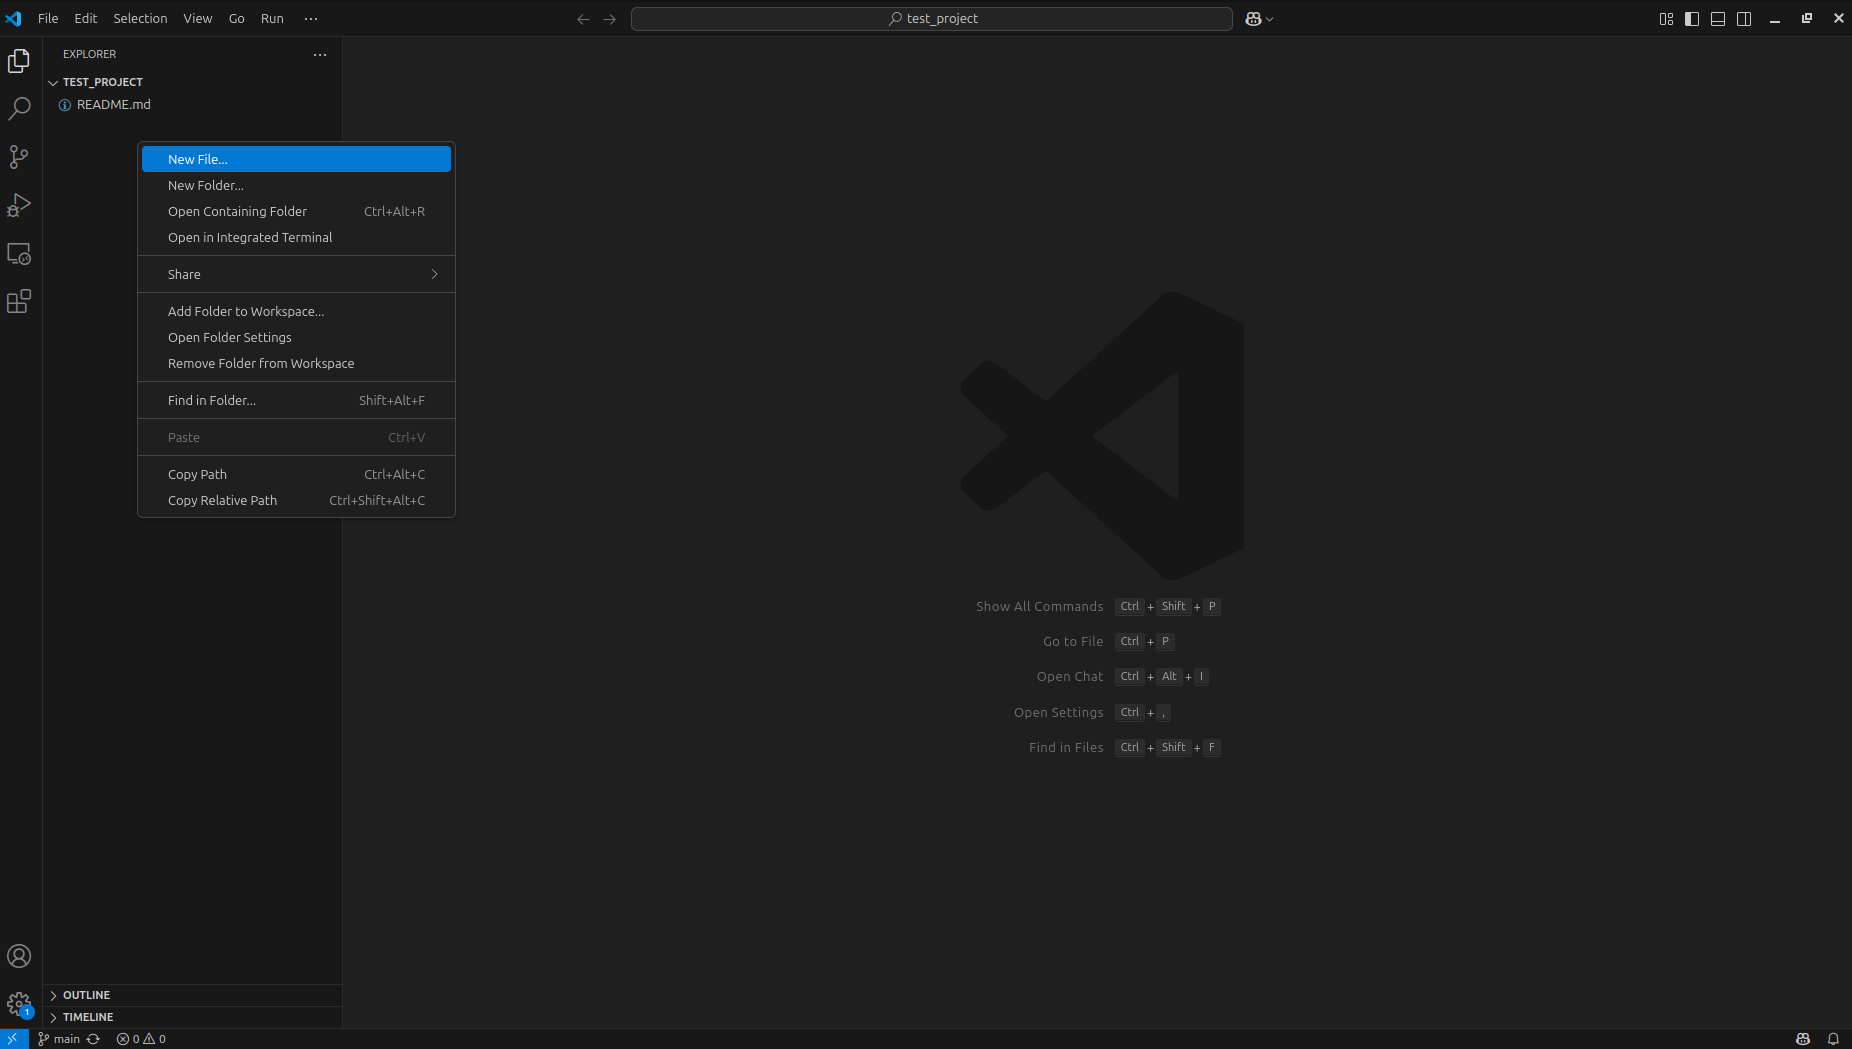 File Edit Selection View Go Run ...
test_project
EXPLORER ...
TEST_PROJECT
README.md
New File...
New Folder...
Open Containing Folder Ctrl+Alt+R
Open in Integrated Terminal
Share
Add Folder to Workspace...
Open Folder Settings
Remove Folder from Workspace
Find in Folder... Shift+Alt+F
Paste Ctrl+V
Copy Path Ctrl+Alt+C
Copy Relative Path Ctrl+Shift+Alt+C
Show All Commands Ctrl + Shift + P
Go to File Ctrl + P
Open Chat Ctrl + Alt + I
Open Settings Ctrl + ,
Find in Files Ctrl + Shift + F
OUTLINE
1
TIMELINE
main 0 0